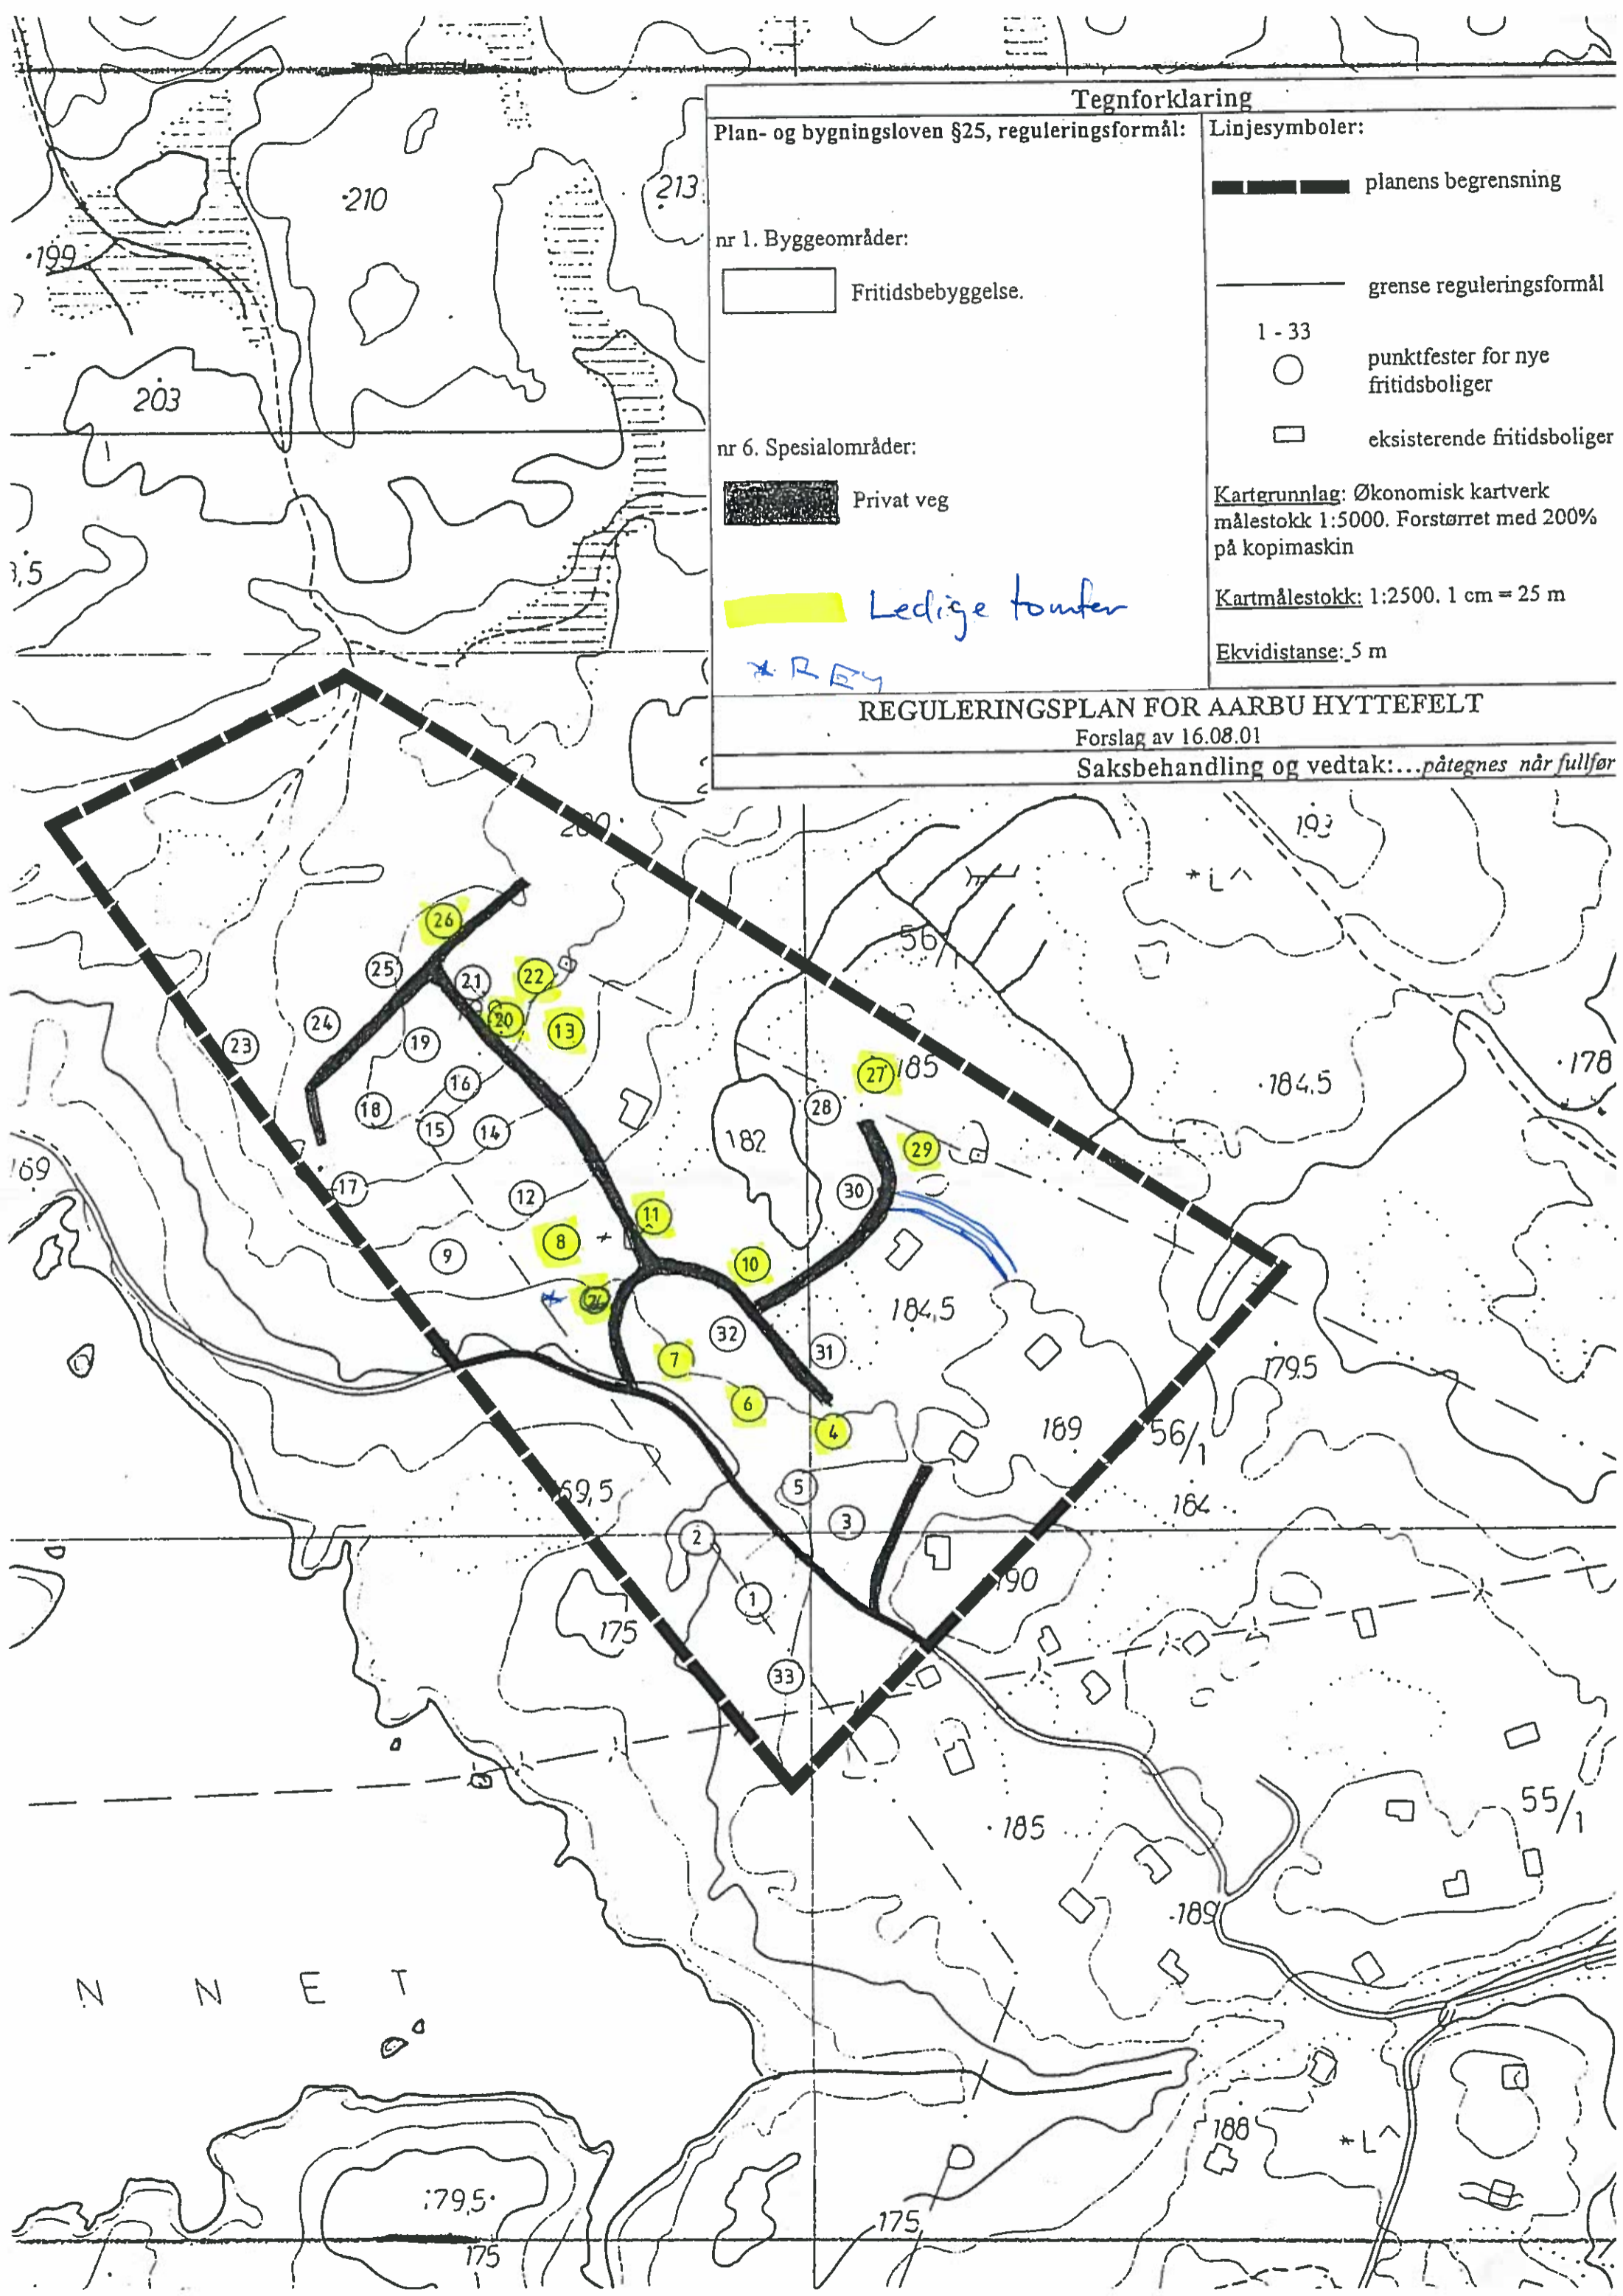 Tegnforklaring
Plan- og bygningsloven §25, reguleringsformål:
nr 1. Byggeområder:
Fritidsbebyggelse.
nr 6. Spesialområder:
Privat veg
Ledige tomter
Linjesymboler:
planens begrensning
grense reguleringsformål
1 - 33
punktfester for nye
fritidsboliger
eksisterende fritidsboliger
Kartgrunnlag: Økonomisk kartverk
målestokk 1:5000. Forstørret med 200%
på kopimaskin
Kartmålestokk: 1:2500. 1 cm = 25 m
Ekvidistanse: 5 m
REGULERINGSPLAN FOR AARBU HYTTEFELT
Forslag av 16.08.01
Saksbehandling og vedtak:...påtegnes når fullfør
210
213
199
203
3,5
200
193
L
56
26
25
21
22
20
13
24
19
23
16
18
15
14
27
185
28
184,5
178
182
29
169
17
12
30
11
8
9
10
184,5
32
31
7
179,5
6
4
189
56/1
69,5
5
184
3
2
190
1
175
33
55/1
185
189
N N E T
188
L
179,5
175
175